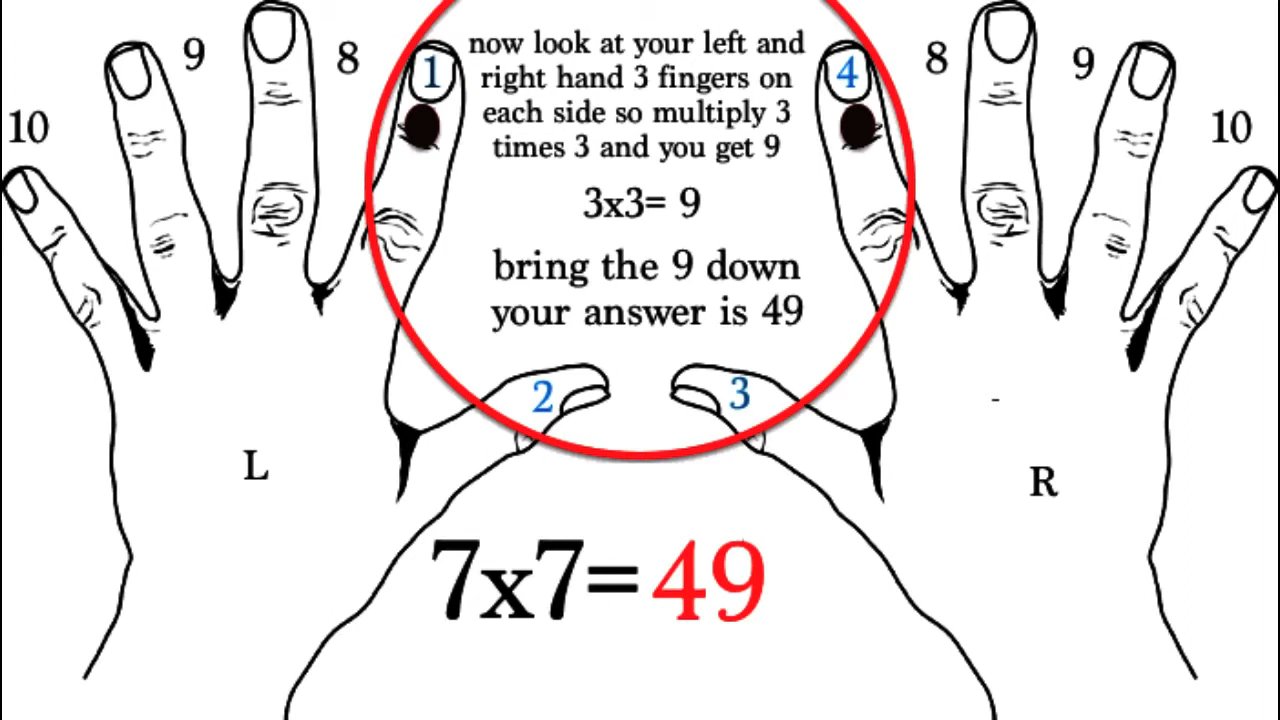 10
9
8
1
now look at your left and
right hand 3 fingers on
each side so multiply 3
times 3 and you get 9
3x3= 9
bring the 9 down
your answer is 49
4
8
9
10
2
3
-
L
R
7x7=49